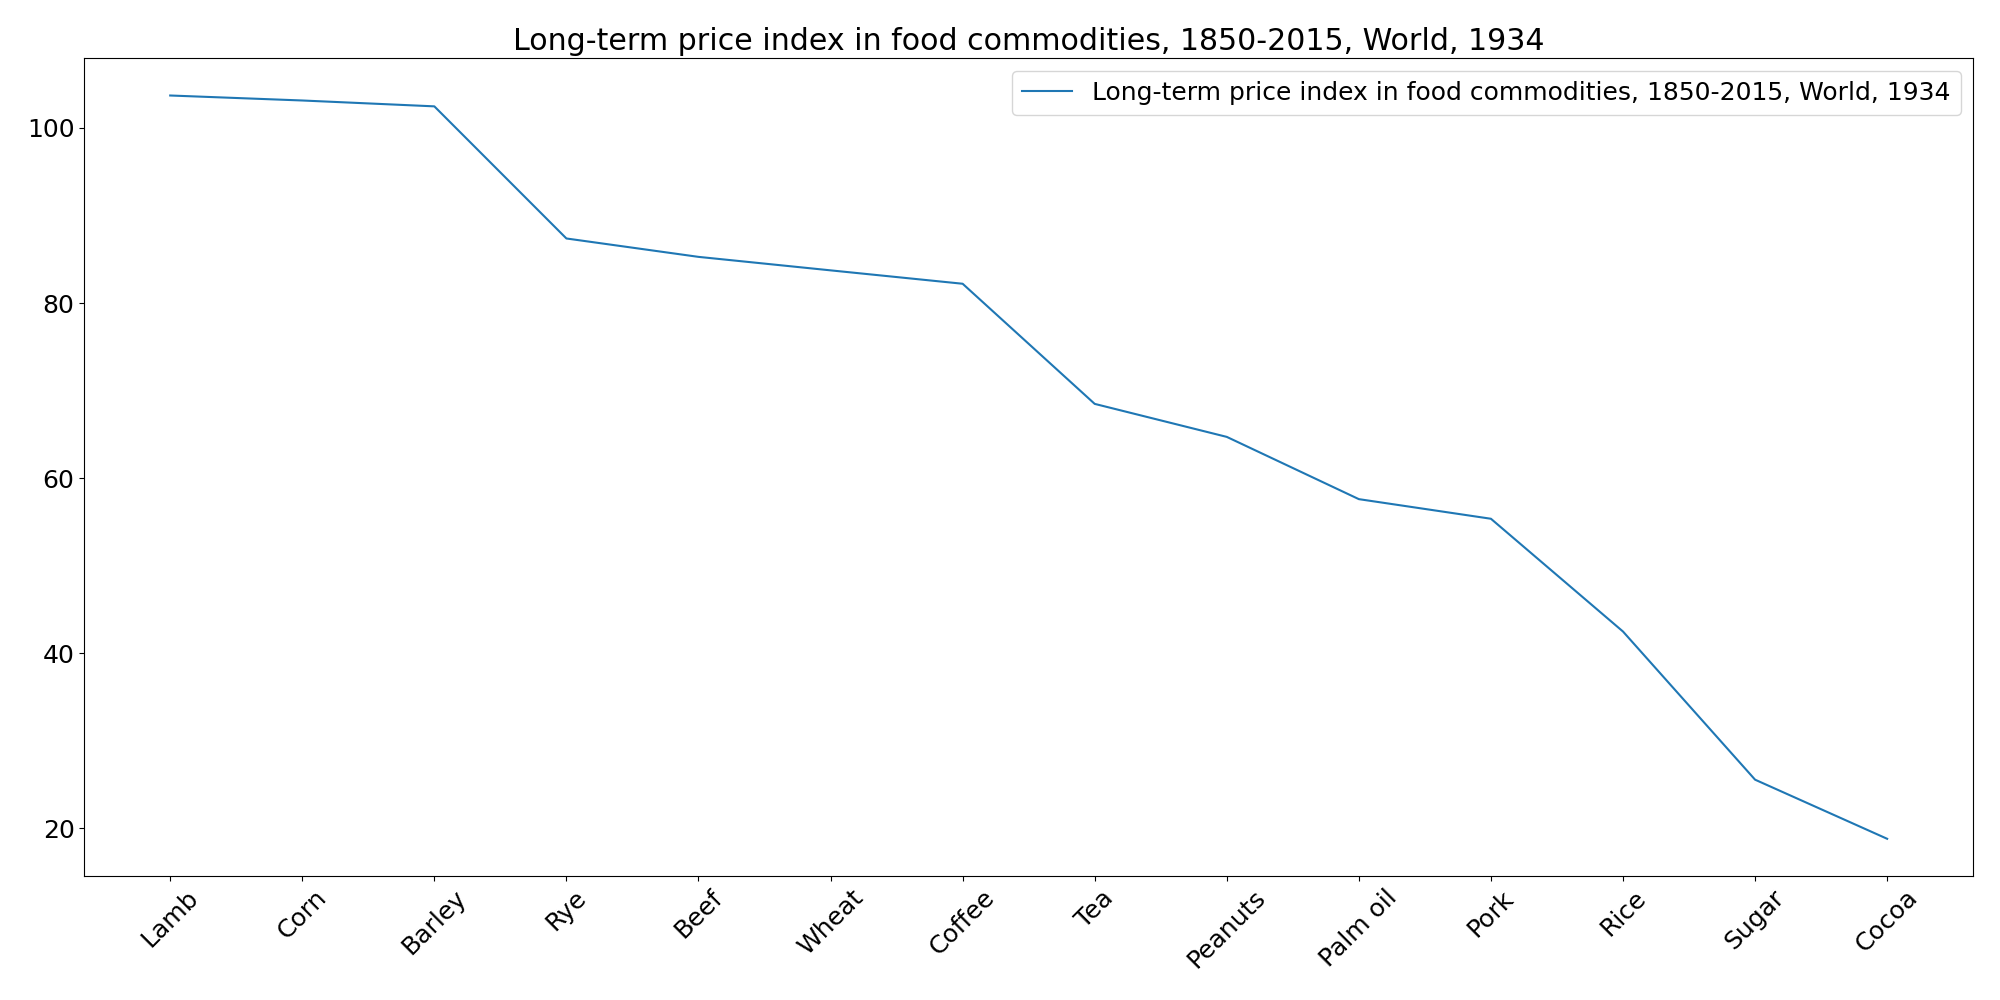 Long-term price index in food commodities, 1850-2015, World, 1934
Long-term price index in food commodities, 1850-2015, World, 1934
100
80
60
40
20
Lamb
Corn
Barley
Rye
Beef
Wheat
Coffee
Tea
Peanuts
Palm oil
Pork
Rice
Sugar
Cocoa